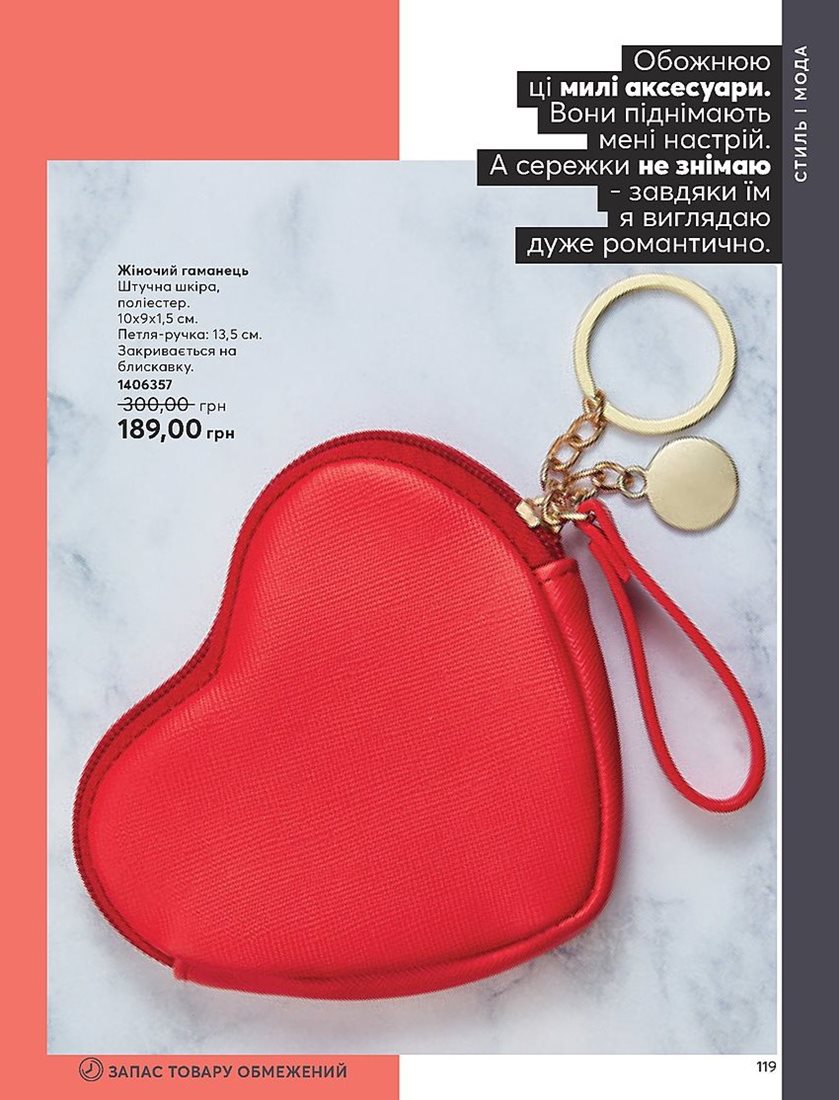 Обожнюю
ці милі аксесуари.
Вони піднімають
мені настрій.
А сережки не знімаю
- завдяки їм
я виглядаю
дуже романтично.
СТИЛЬ І МОДА
Жіночий гаманець
Штучна шкіра,
поліестер.
10х9х1,5 см.
Петля-ручка: 13,5 см.
Закривається на
блискавку.
1406357
300,00 грн
189,00 грн
ЗАПАС ТОВАРУ ОБМЕЖЕНИЙ
119